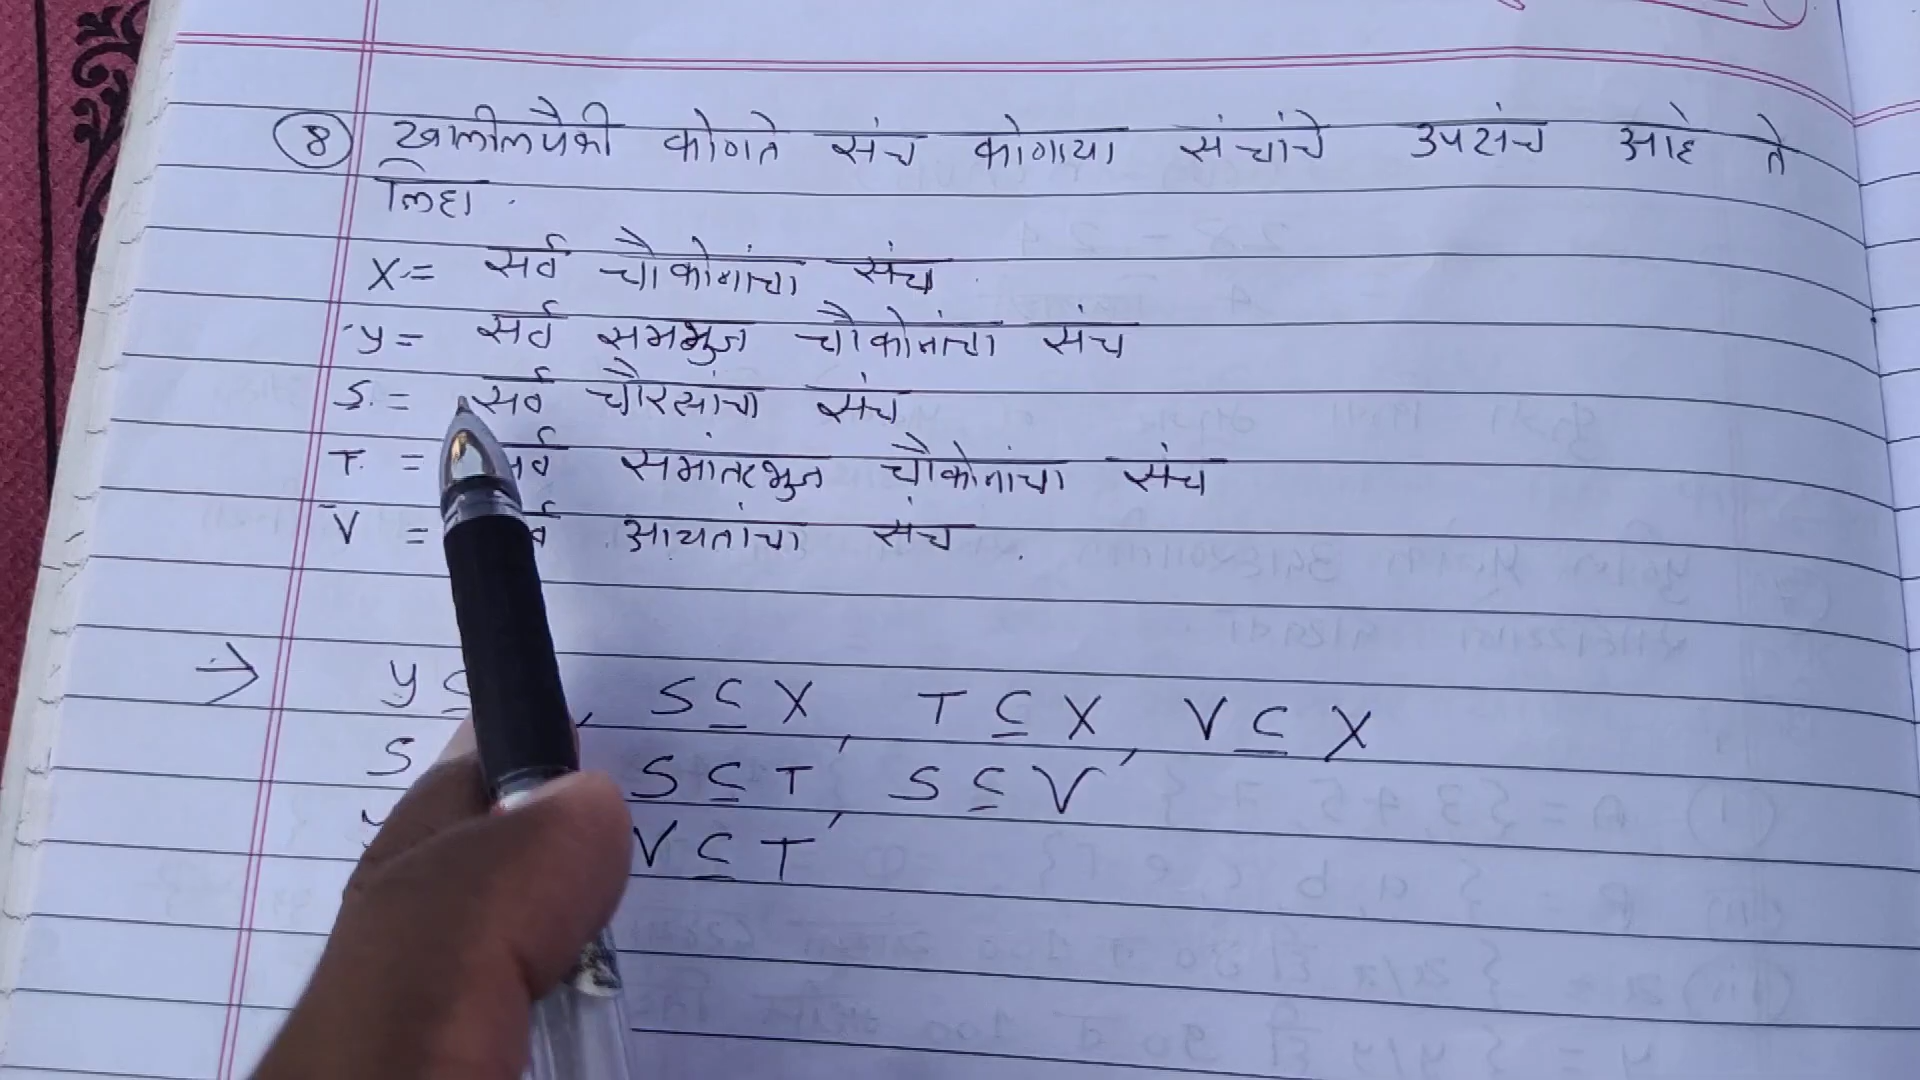 8 खालीलपैकी कोणते संच कोणत्या संचांचे उपसंच आहे ते
लिहा.
X = सर्व चौकोनांचा संच.
y = सर्व समभुज चौकोनांचा संच
S = सर्व चौरसांचा संच
T = सर्व समांतरभुज चौकोनांचा संच
V = आयतांचा संच.
→ y ⊆ , S ⊆ X, T ⊆ X, V ⊆ X
S S ⊆ T, S ⊆ V
V ⊆ T